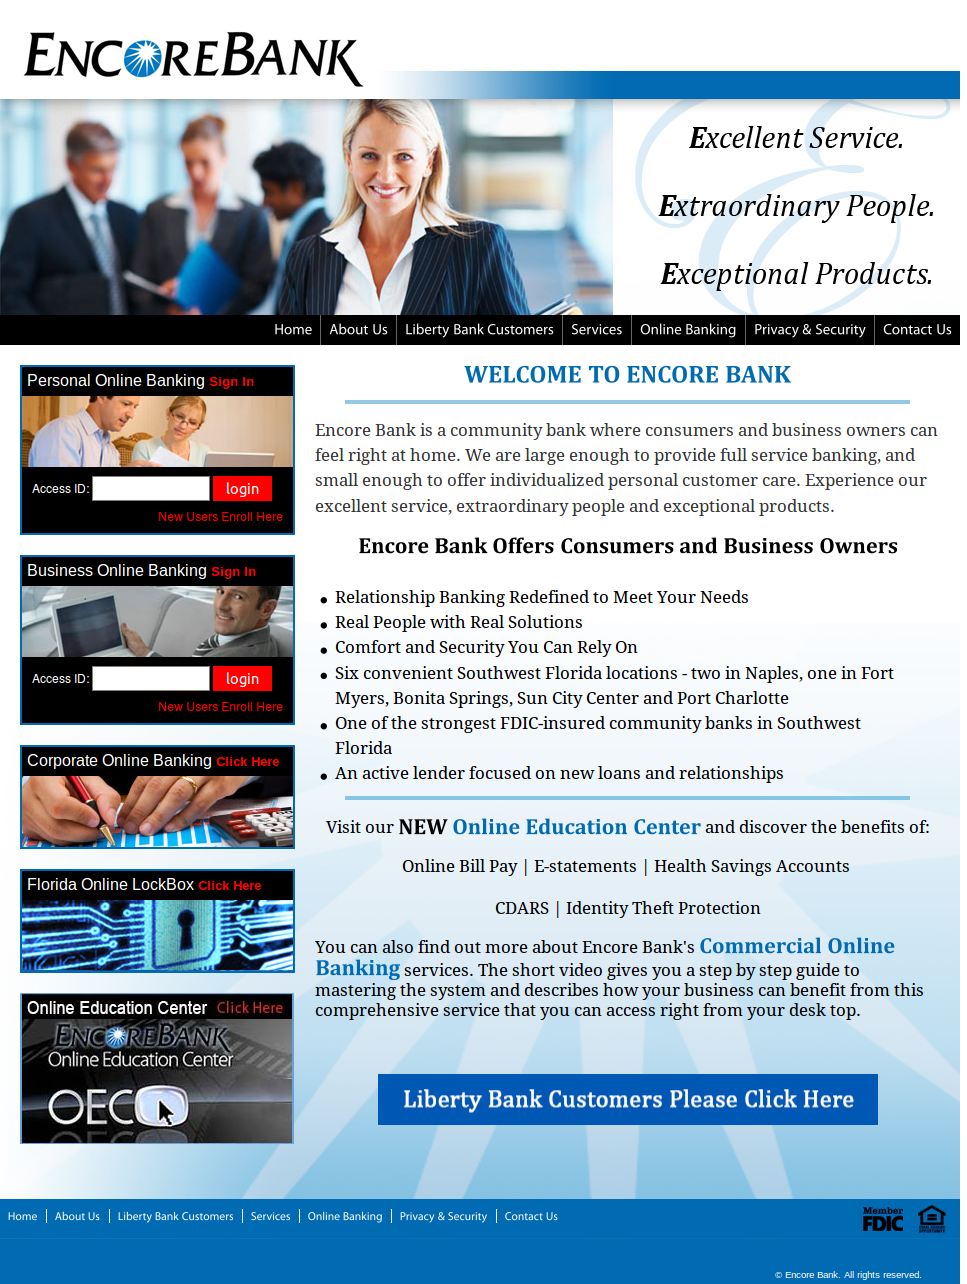 ENCOREBANK
Excellent Service.
Extraordinary People.
Exceptional Products.
Home About Us Liberty Bank Customers Services Online Banking Privacy & Security Contact Us
Personal Online Banking Sign In
Access ID: login
New Users Enroll Here
Business Online Banking Sign In
Access ID: login
New Users Enroll Here
Corporate Online Banking Click Here
Florida Online LockBox Click Here
Online Education Center Click Here
ENCOREBANK
Online Education Center
OEC
WELCOME TO ENCORE BANK
Encore Bank is a community bank where consumers and business owners can
feel right at home. We are large enough to provide full service banking, and
small enough to offer individualized personal customer care. Experience our
excellent service, extraordinary people and exceptional products.
Encore Bank Offers Consumers and Business Owners
• Relationship Banking Redefined to Meet Your Needs
• Real People with Real Solutions
• Comfort and Security You Can Rely On
• Six convenient Southwest Florida locations - two in Naples, one in Fort
Myers, Bonita Springs, Sun City Center and Port Charlotte
• One of the strongest FDIC-insured community banks in Southwest
Florida
• An active lender focused on new loans and relationships
Visit our NEW Online Education Center and discover the benefits of:
Online Bill Pay | E-statements | Health Savings Accounts
CDARS | Identity Theft Protection
You can also find out more about Encore Bank's Commercial Online
Banking services. The short video gives you a step by step guide to
mastering the system and describes how your business can benefit from this
comprehensive service that you can access right from your desk top.
Liberty Bank Customers Please Click Here
Home About Us Liberty Bank Customers Services Online Banking Privacy & Security Contact Us
Member
FDIC
© Encore Bank. All rights reserved.